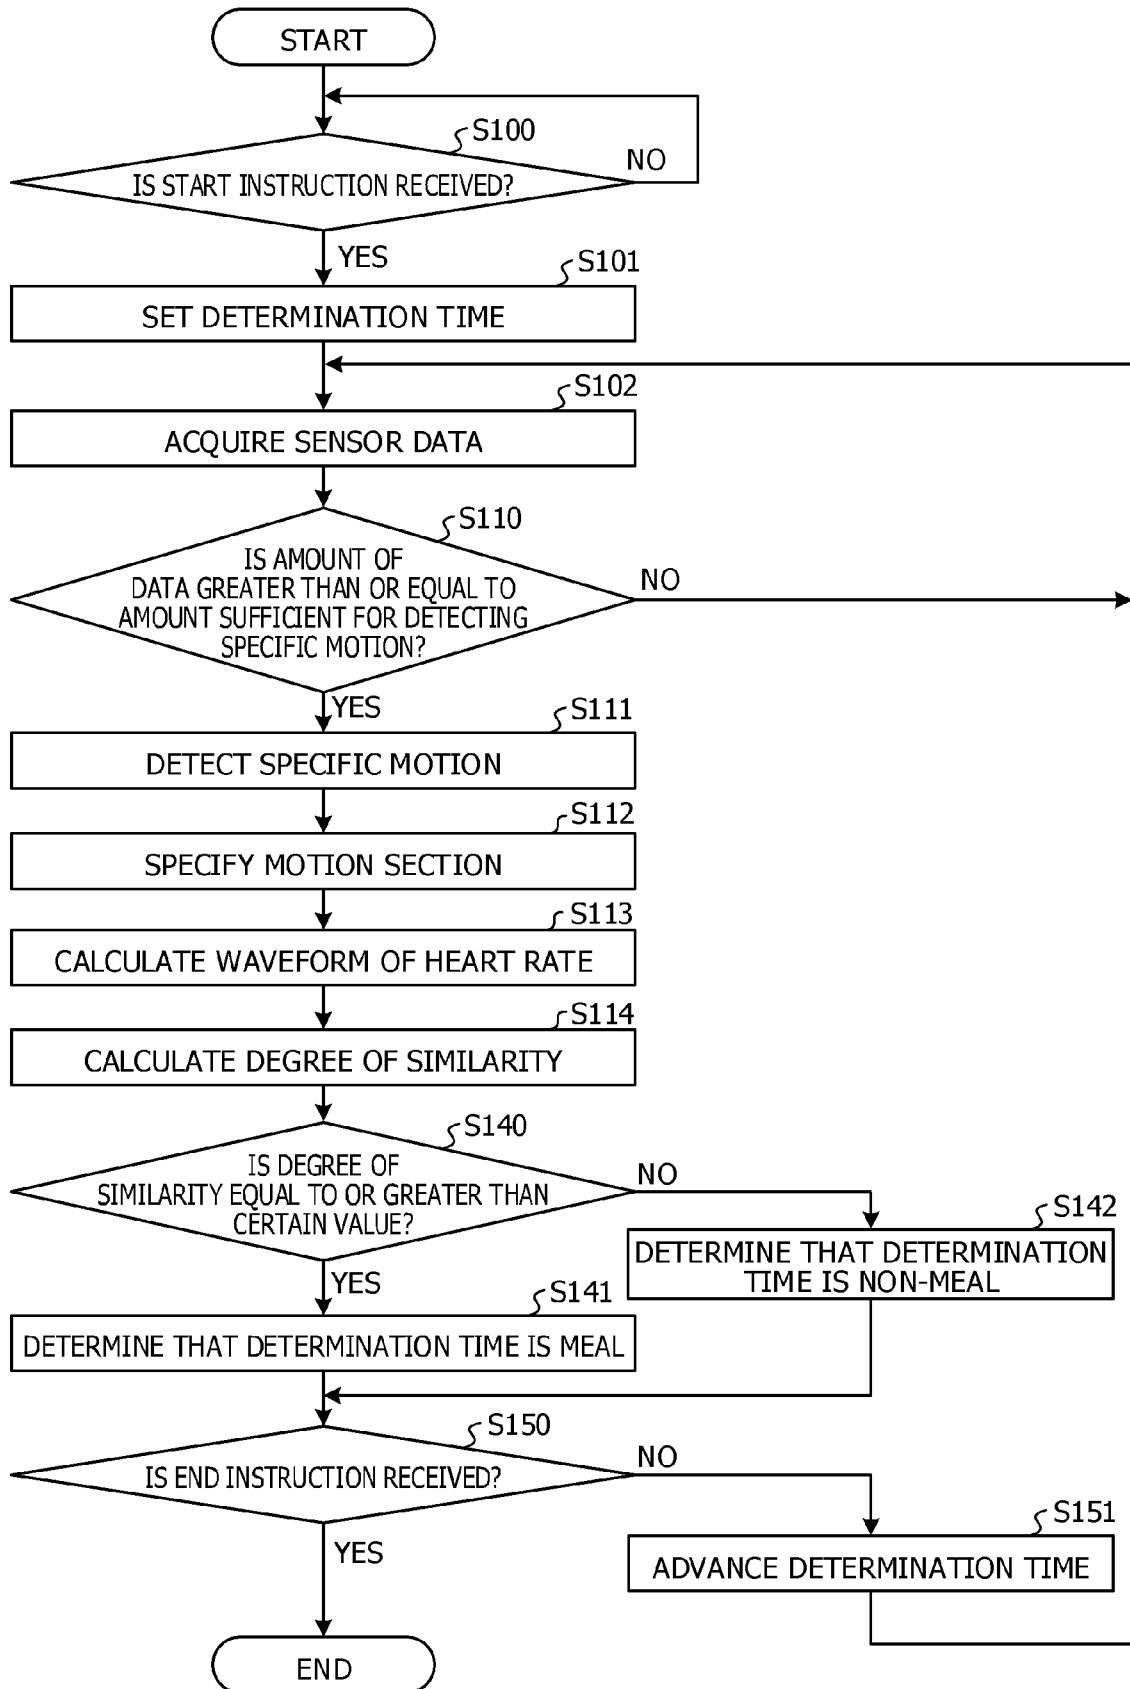 START
S100
NO
IS START INSTRUCTION RECEIVED?
YES
S101
SET DETERMINATION TIME
S102
ACQUIRE SENSOR DATA
S110
IS AMOUNT OF
DATA GREATER THAN OR EQUAL TO
AMOUNT SUFFICIENT FOR DETECTING
SPECIFIC MOTION?
NO
YES
S111
DETECT SPECIFIC MOTION
S112
SPECIFY MOTION SECTION
S113
CALCULATE WAVEFORM OF HEART RATE
S114
CALCULATE DEGREE OF SIMILARITY
S140
IS DEGREE OF
SIMILARITY EQUAL TO OR GREATER THAN
CERTAIN VALUE?
NO
S142
DETERMINE THAT DETERMINATION
TIME IS NON-MEAL
YES
S141
DETERMINE THAT DETERMINATION TIME IS MEAL
S150
IS END INSTRUCTION RECEIVED?
NO
S151
ADVANCE DETERMINATION TIME
YES
END